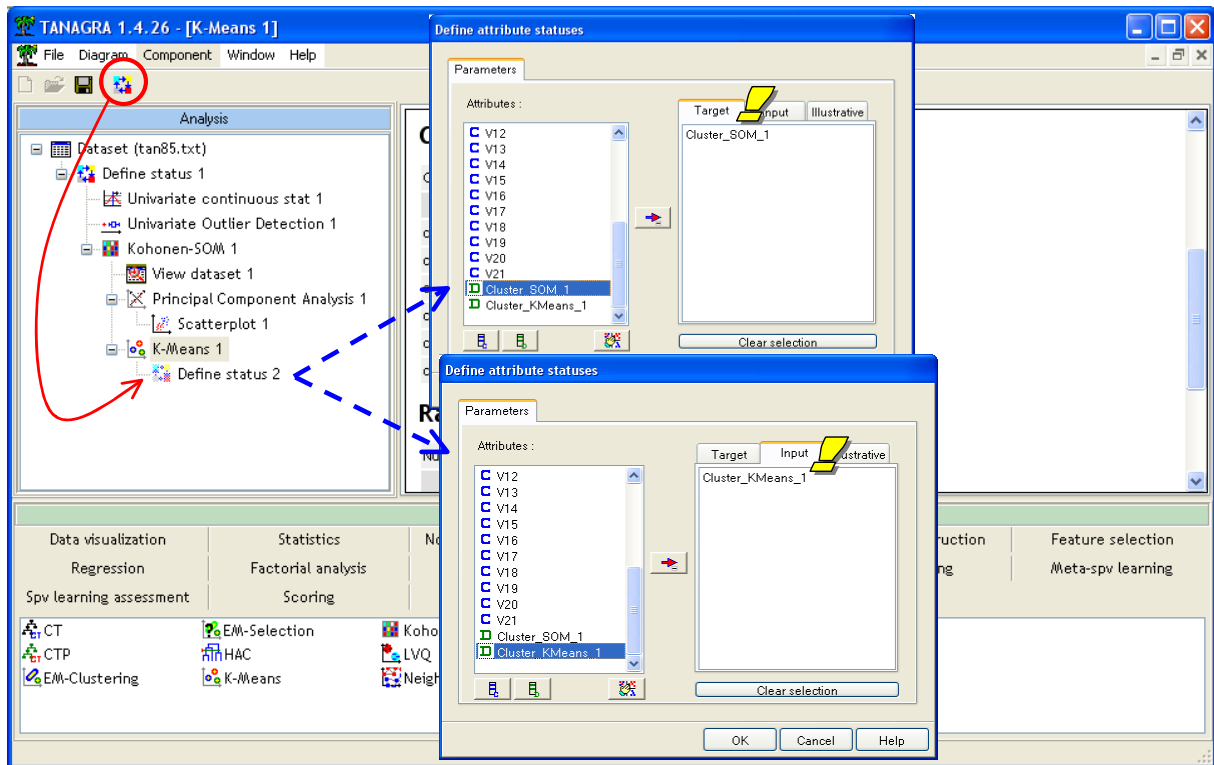 TANAGRA 1.4.26 - [K-Means 1]
File Diagram Component Window Help
Analysis
Dataset (tan85.txt)
Define status 1
Univariate continuous stat 1
Univariate Outlier Detection 1
Kohonen-SOM 1
View dataset 1
Principal Component Analysis 1
Scatterplot 1
K-Means 1
Define status 2
Define attribute statuses
Parameters
Attributes :
V12
V13
V14
V15
V16
V17
V18
V19
V20
V21
Cluster_SOM_1
Cluster_KMeans_1
Target Input Illustrative
Cluster_SOM_1
Clear selection
Define attribute statuses
Parameters
Attributes :
V12
V13
V14
V15
V16
V17
V18
V19
V20
V21
Cluster_SOM_1
Cluster_KMeans_1
Target Input ustrative
Cluster_KMeans_1
Clear selection
OK Cancel Help
Data visualization Statistics ruction Feature selection
Regression Factorial analysis ng Meta-spv learning
Spv learning assessment Scoring
CT EM-Selection Koho
CTP HAC LVQ
EM-Clustering K-Means Neigh